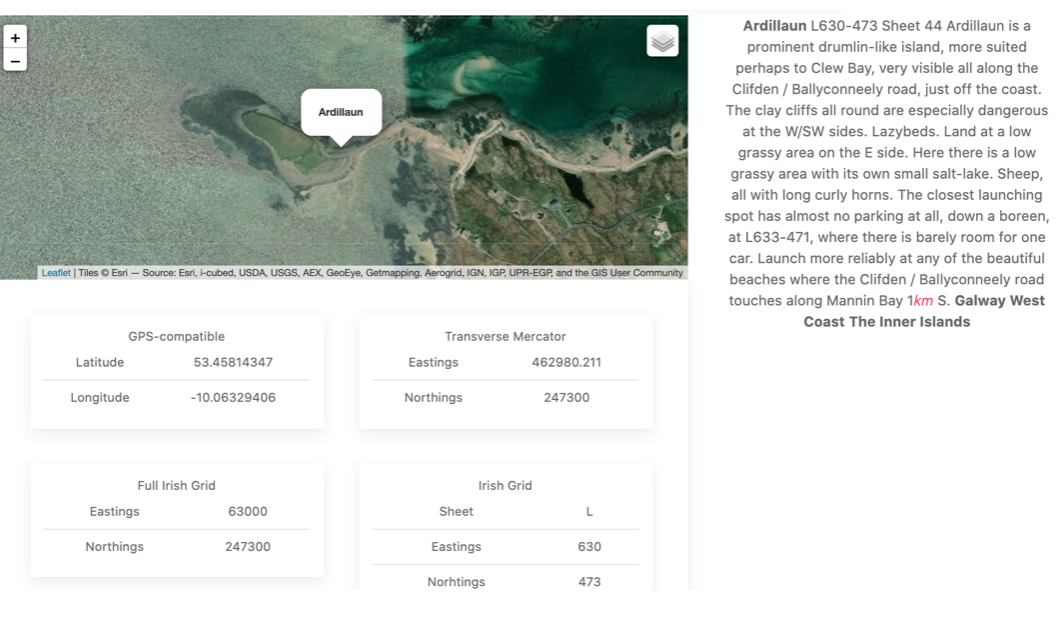 +
−
Ardillaun
Leaflet | Tiles © Esri — Source: Esri, i-cubed, USDA, USGS, AEX, GeoEye, Getmapping, Aerogrid, IGN, IGP, UPR-EGP, and the GIS User Community
GPS-compatible
Latitude 53.45814347
Longitude -10.06329406
Transverse Mercator
Eastings 462980.211
Northings 247300
Full Irish Grid
Eastings 63000
Northings 247300
Irish Grid
Sheet L
Eastings 630
Norhtings 473
Ardillaun L630-473 Sheet 44 Ardillaun is a
prominent drumlin-like island, more suited
perhaps to Clew Bay, very visible all along the
Clifden / Ballyconneely road, just off the coast.
The clay cliffs all round are especially dangerous
at the W/SW sides. Lazybeds. Land at a low
grassy area on the E side. Here there is a low
grassy area with its own small salt-lake. Sheep,
all with long curly horns. The closest launching
spot has almost no parking at all, down a boreen,
at L633-471, where there is barely room for one
car. Launch more reliably at any of the beautiful
beaches where the Clifden / Ballyconneely road
touches along Mannin Bay 1km S. Galway West
Coast The Inner Islands